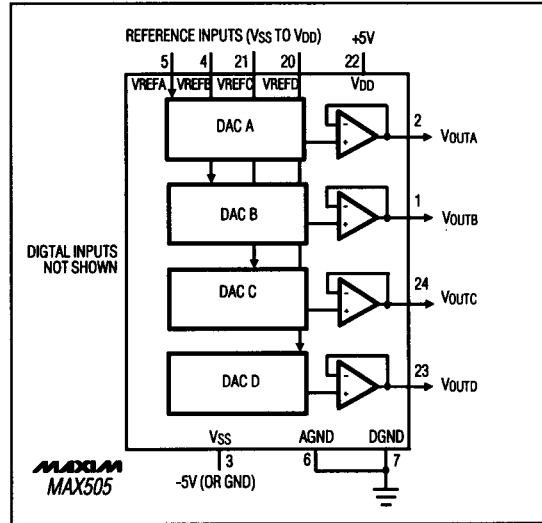 REFERENCE INPUTS (VSS TO VDD) +5V
5 4 21 20 22
VREFA VREFB VREFC VREFD VDD
DAC A
- +
2
VOUTA
DAC B
- +
1
VOUTB
DIGTAL INPUTS
NOT SHOWN
DAC C
- +
24
VOUTC
DAC D
- +
23
VOUTD
VSS AGND DGND
3 6 7
-5V (OR GND)
MAXIM
MAX505